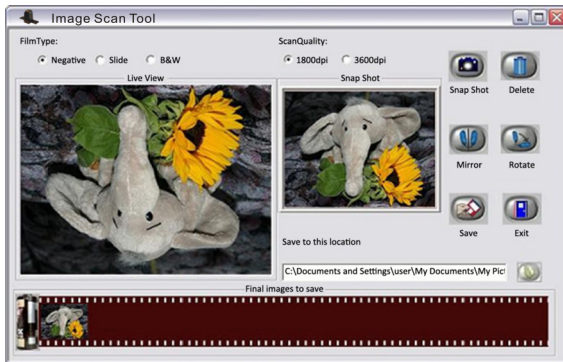 Image Scan Tool
FilmType:
Negative
Slide
B&W
ScanQuality:
1800dpi
3600dpi
Live View
Snap Shot
Snap Shot
Delete
Mirror
Rotate
Save
Exit
Save to this location
C:\Documents and Settings\user\My Documents\My Pict
Final images to save